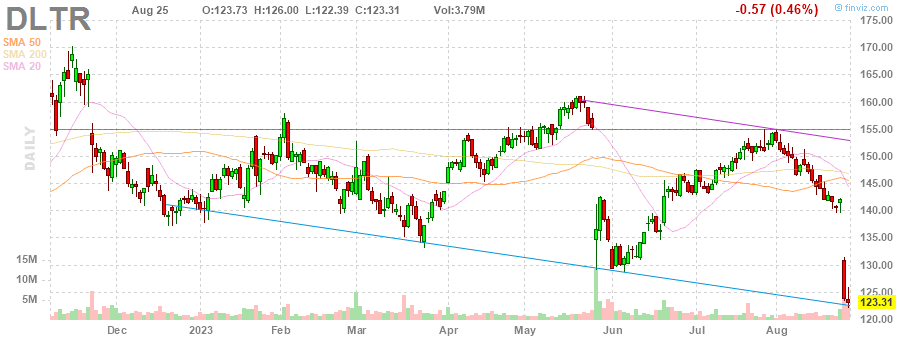 DLTR Aug 25 O:123.73 H:126.00 L:122.39 C:123.31 Vol:3.79M -0.57 (0.46%) © finviz.com
SMA 50
SMA 200
SMA 20
DAILY
175.00
170.00
165.00
160.00
155.00
150.00
145.00
140.00
135.00
130.00
125.00
123.31
120.00
15M
10M
5M
Dec 2023 Feb Mar Apr May Jun Jul Aug